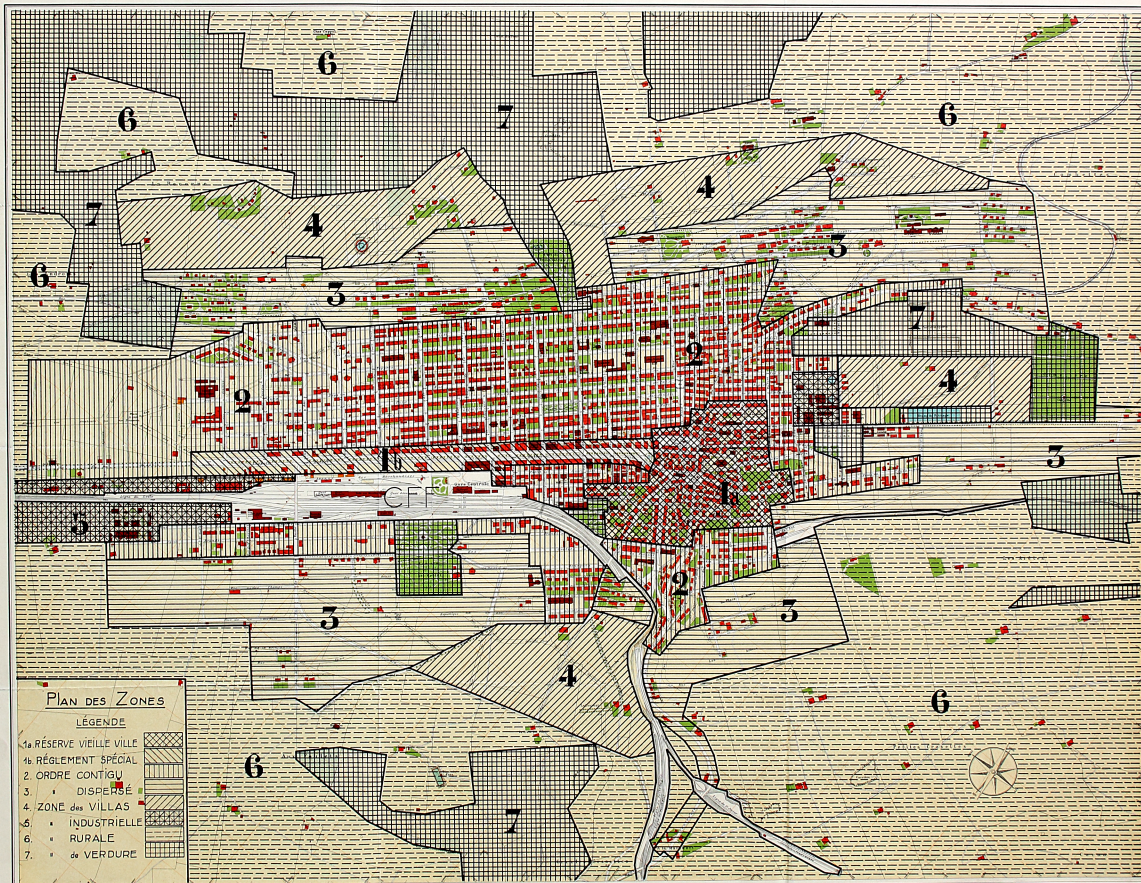 6
6
7
6
4
7
4
3
6
3
7
2
2
4
1b
1a
3
CFF
5
2
3
3
4
6
6
7
PLAN DES ZONES
LÉGENDE
1a. RÉSERVE VIEILLE VILLE
1b. RÉGLEMENT SPÉCIAL
2. ORDRE CONTIGU
3. " DISPERSÉ
4. ZONE des VILLAS
5. " INDUSTRIELLE
6. " RURALE
7. " de VERDURE